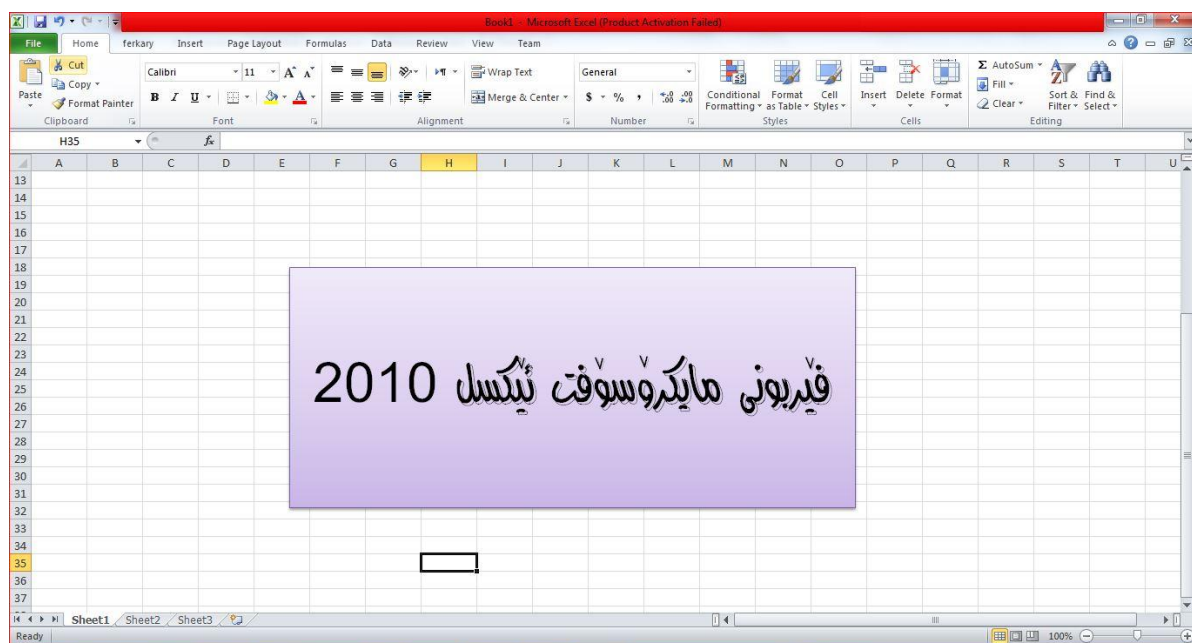 Book1 - Microsoft Excel (Product Activation Failed)
File Home ferkary Insert Page Layout Formulas Data Review View Team
Paste
Cut
Copy
Format Painter
Clipboard
Calibri 11
B I U
Font
Wrap Text
Merge & Center
Alignment
General
$ % ,
Number
Conditional Formatting
Format as Table
Cell Styles
Styles
Insert Delete Format
Cells
Σ AutoSum
Fill
Clear
Sort & Filter
Find & Select
Editing
H35 fx
A B C D E F G H I J K L M N O P Q R S T U
13
14
15
16
17
18
19
20
21
22
23
24
25
26
27
28
29
30
31
32
33
34
35
36
37
فێربونی مایکرۆسۆفت ئێکسل 2010
Sheet1 Sheet2 Sheet3
Ready 100%